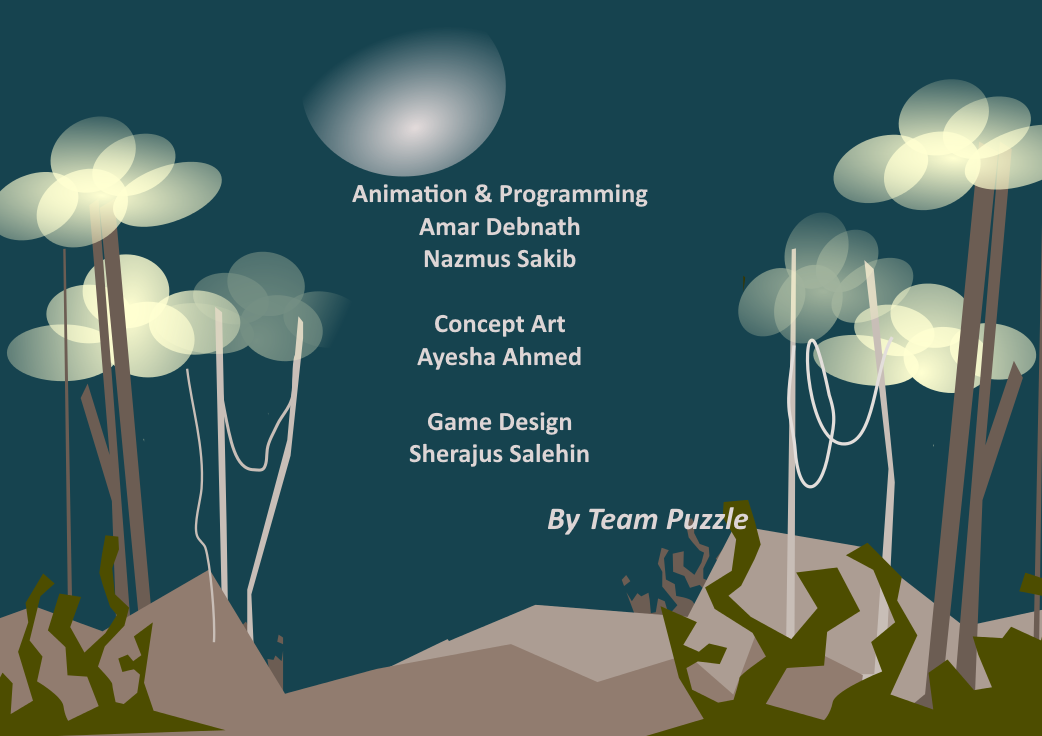 Animation & Programming
Amar Debnath
Nazmus Sakib
Concept Art
Ayesha Ahmed
Game Design
Sherajus Salehin
By Team Puzzle